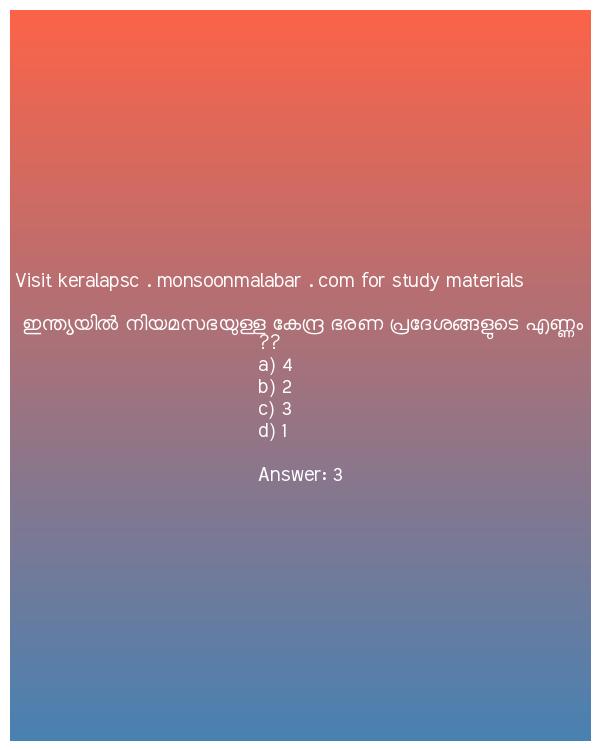 Visit keralapsc . monsoonmalabar . com for study materials
ഇന്ത്യയിൽ നിയമസഭയുള്ള കേന്ദ്ര ഭരണ പ്രദേശങ്ങളുടെ എണ്ണം
??
a) 4
b) 2
c) 3
d) 1
Answer: 3